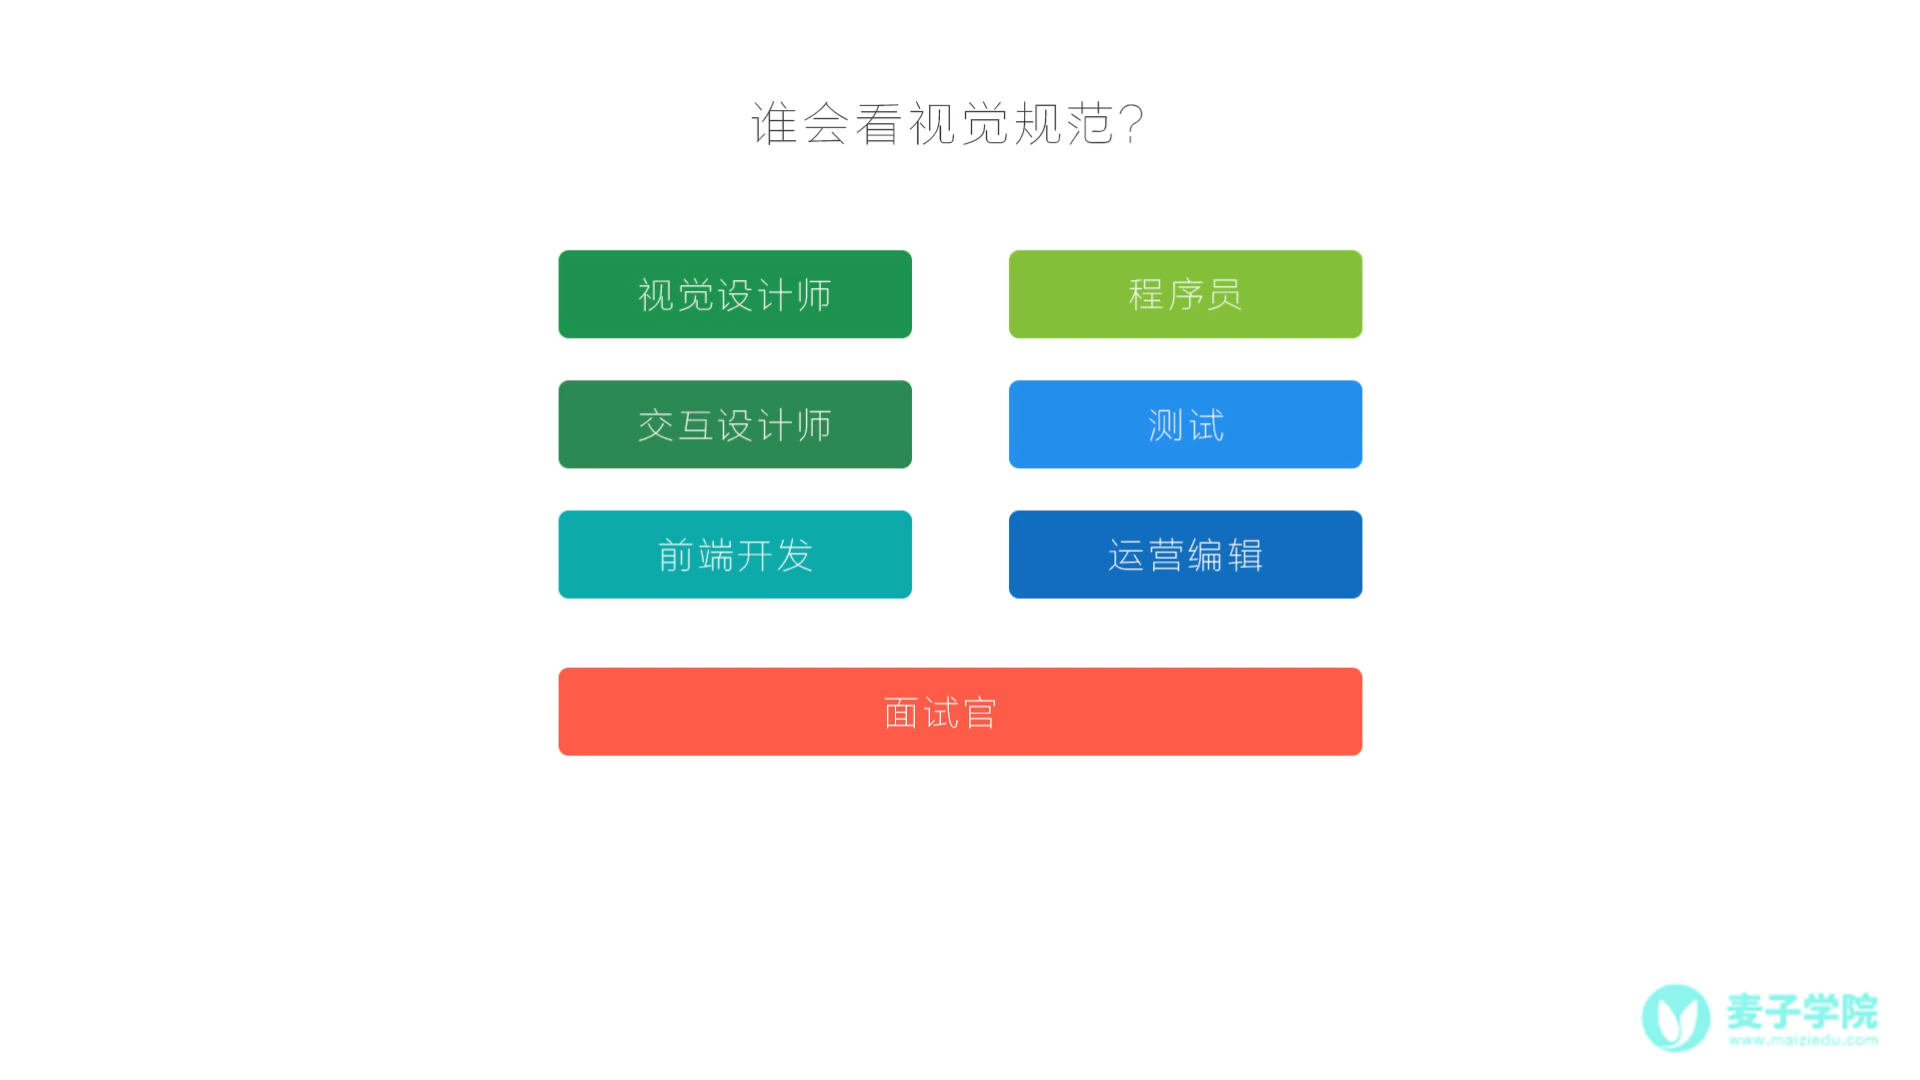 谁会看视觉规范?
视觉设计师
程序员
交互设计师
测试
前端开发
运营编辑
面试官
麦子学院
www.maiziedu.com